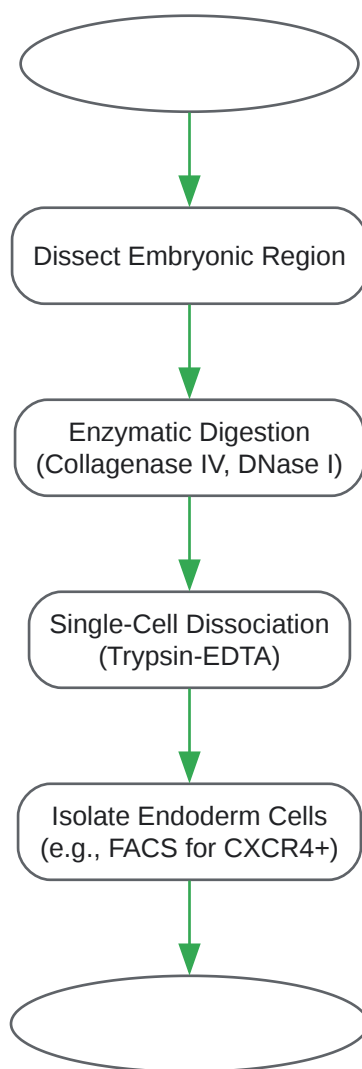 Dissect Embryonic Region
Enzymatic Digestion
(Collagenase IV, DNase I)
Single-Cell Dissociation
(Trypsin-EDTA)
Isolate Endoderm Cells
(e.g., FACS for CXCR4+)